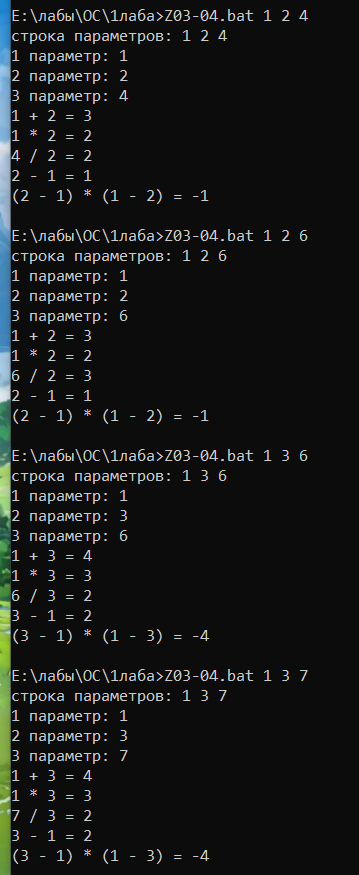 E:\лабы\ОС\1лаба>Z03-04.bat 1 2 4
строка параметров: 1 2 4
1 параметр: 1
2 параметр: 2
3 параметр: 4
1 + 2 = 3
1 * 2 = 2
4 / 2 = 2
2 - 1 = 1
(2 - 1) * (1 - 2) = -1
E:\лабы\ОС\1лаба>Z03-04.bat 1 2 6
строка параметров: 1 2 6
1 параметр: 1
2 параметр: 2
3 параметр: 6
1 + 2 = 3
1 * 2 = 2
6 / 2 = 3
2 - 1 = 1
(2 - 1) * (1 - 2) = -1
E:\лабы\ОС\1лаба>Z03-04.bat 1 3 6
строка параметров: 1 3 6
1 параметр: 1
2 параметр: 3
3 параметр: 6
1 + 3 = 4
1 * 3 = 3
6 / 3 = 2
3 - 1 = 2
(3 - 1) * (1 - 3) = -4
E:\лабы\ОС\1лаба>Z03-04.bat 1 3 7
строка параметров: 1 3 7
1 параметр: 1
2 параметр: 3
3 параметр: 7
1 + 3 = 4
1 * 3 = 3
7 / 3 = 2
3 - 1 = 2
(3 - 1) * (1 - 3) = -4